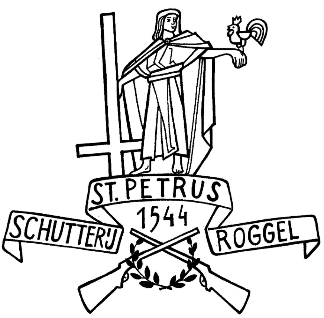 ST. PETRUS
1544
SCHUTTERIJ ROGGEL